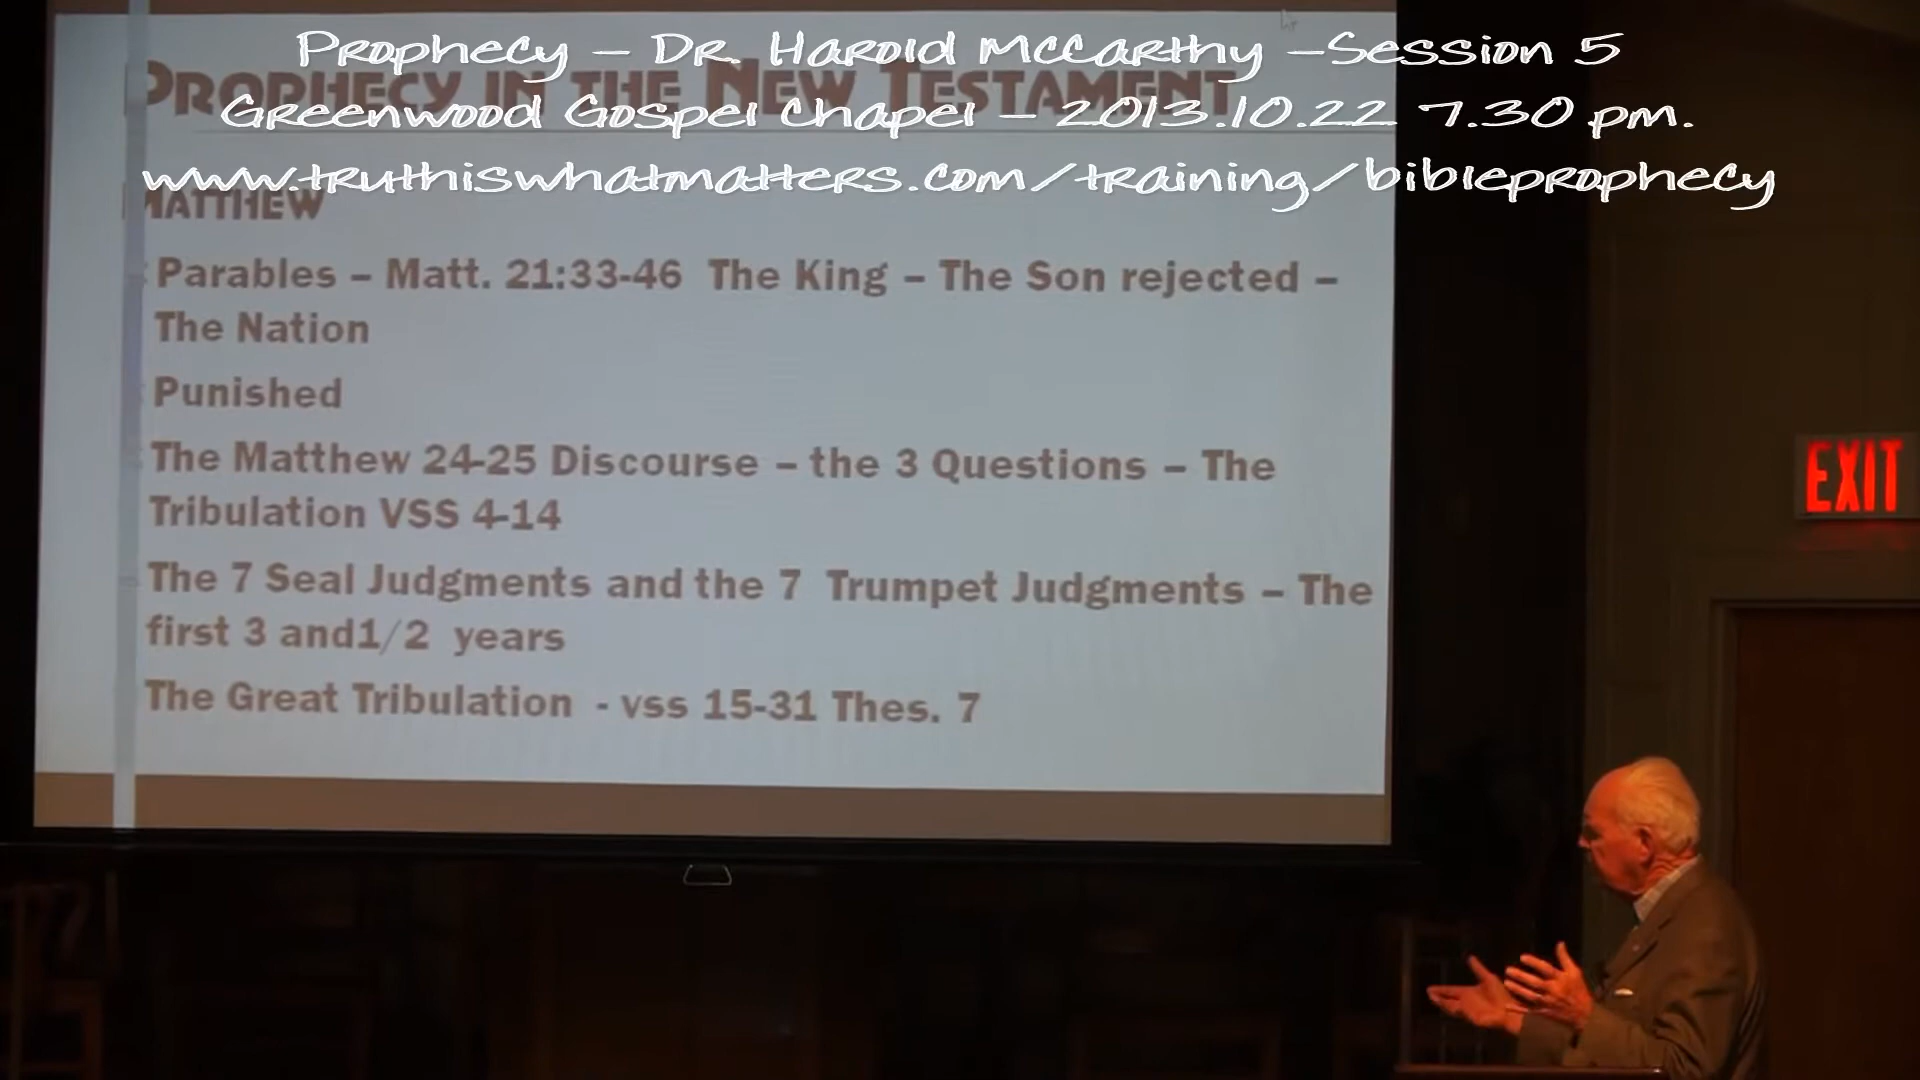 Prophecy – Dr. Harold McCarthy –Session 5
PROPHECY IN THE NEW TESTAMENT
Greenwood Gospel Chapel – 2013.10.22 7.30 pm.
www.truthiswhatmatters.com/training/bibleprophecy
MATTHEW
Parables – Matt. 21:33-46 The King – The Son rejected –
The Nation
Punished
The Matthew 24-25 Discourse – the 3 Questions – The
Tribulation VSS 4-14
The 7 Seal Judgments and the 7 Trumpet Judgments – The
first 3 and1/2 years
The Great Tribulation - vss 15-31 Thes. 7
EXIT